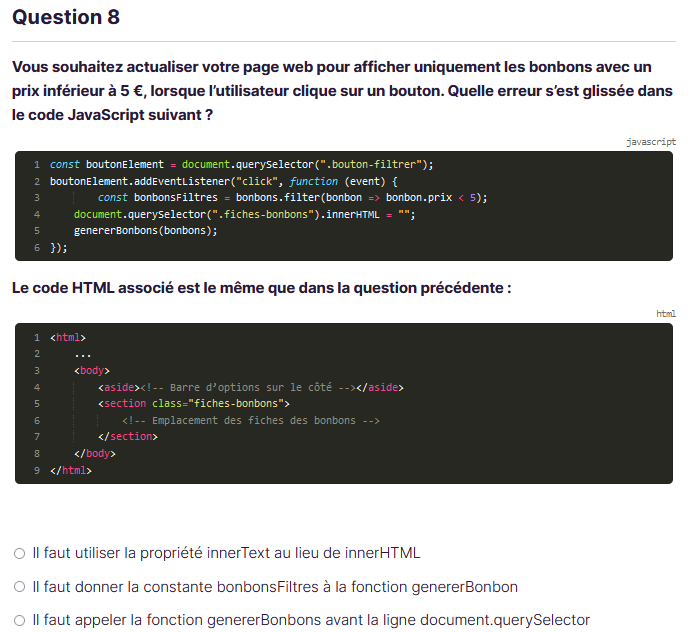 Question 8
Vous souhaitez actualiser votre page web pour afficher uniquement les bonbons avec un
prix inférieur à 5 €, lorsque l’utilisateur clique sur un bouton. Quelle erreur s’est glissée dans
le code JavaScript suivant ?
javascript
1 const boutonElement = document.querySelector(".bouton-filtrer");
2 boutonElement.addEventListener("click", function (event) {
3 const bonbonsFiltres = bonbons.filter(bonbon => bonbon.prix < 5);
4 document.querySelector(".fiches-bonbons").innerHTML = "";
5 genererBonbons(bonbons);
6 });
Le code HTML associé est le même que dans la question précédente :
html
1 <html>
2 ...
3 <body>
4 <aside><!-- Barre d’options sur le côté --></aside>
5 <section class="fiches-bonbons">
6 <!-- Emplacement des fiches des bonbons -->
7 </section>
8 </body>
9 </html>
Il faut utiliser la propriété innerText au lieu de innerHTML
Il faut donner la constante bonbonsFiltres à la fonction genererBonbon
Il faut appeler la fonction genererBonbons avant la ligne document.querySelector